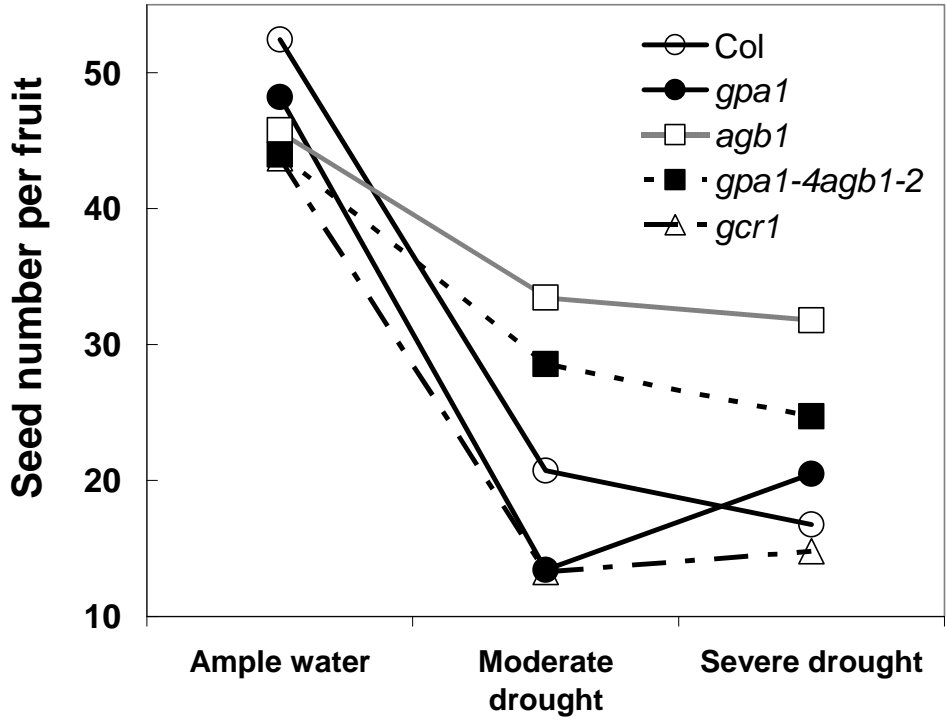 Seed number per fruit
50
40
30
20
10
Col
gpa1
agb1
gpa1-4agb1-2
gcr1
Ample water
Moderate
drought
Severe drought